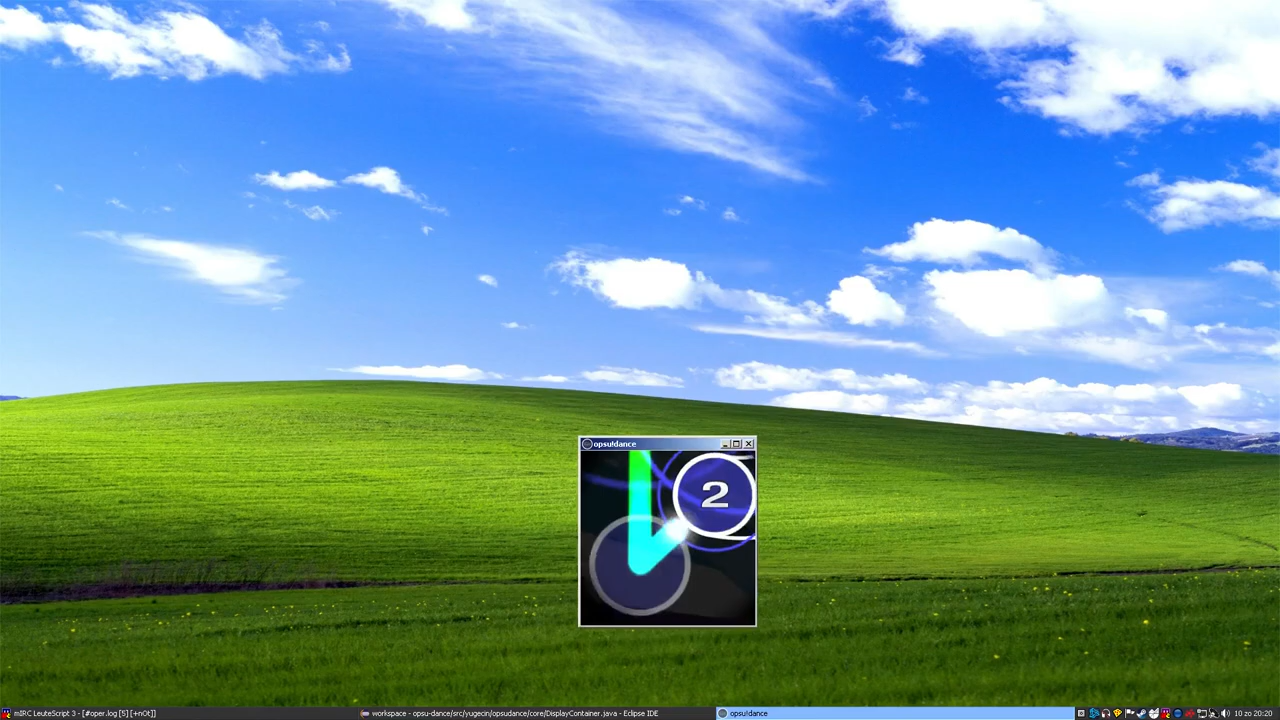 opsu!dance
2
mIRC LeuteScript 3 - [#oper.log [5] [+nOt]]
workspace - opsu-dance/src/yugecin/opsudance/core/DisplayContainer.java - Eclipse IDE
opsu!dance
10 zo 20:20